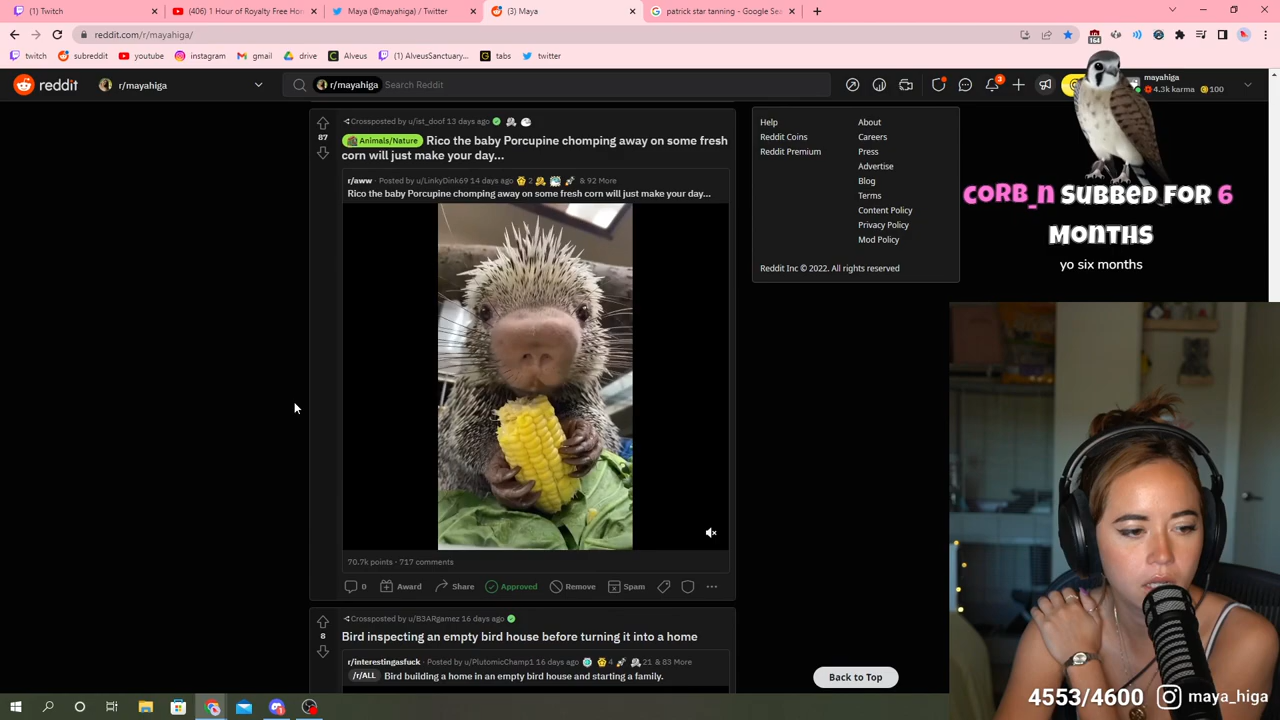 (1) Twitch
(406) 1 Hour of Royalty Free Hor
Maya (@mayahiga) / Twitter
(3) Maya
patrick star tanning - Google Sea
reddit.com/r/mayahiga/
164
twitch
subreddit
youtube
instagram
gmail
drive
Alveus
(1) AlveusSanctuary...
tabs
twitter
reddit
r/mayahiga
r/mayahiga
Search Reddit
3
mayahiga
4.3k karma
100
Crossposted by u/ist_doof 13 days ago
87
Animals/Nature Rico the baby Porcupine chomping away on some fresh
corn will just make your day...
r/aww · Posted by u/LinkyDink69 14 days ago 2 & 92 More
Rico the baby Porcupine chomping away on some fresh corn will just make your day...
70.7k points · 717 comments
0
Award
Share
Approved
Remove
Spam
Crossposted by u/B3ARgamez 16 days ago
8
Bird inspecting an empty bird house before turning it into a home
r/interestingasfuck · Posted by u/PlutomicChamp1 16 days ago 4 21 & 83 More
/r/ALL Bird building a home in an empty bird house and starting a family.
Help
Reddit Coins
Reddit Premium
About
Careers
Press
Advertise
Blog
Terms
Content Policy
Privacy Policy
Mod Policy
Reddit Inc © 2022. All rights reserved
Back to Top
CORB_N SUBBED FOR 6
MONTHS
yo six months
4553/4600
maya_higa